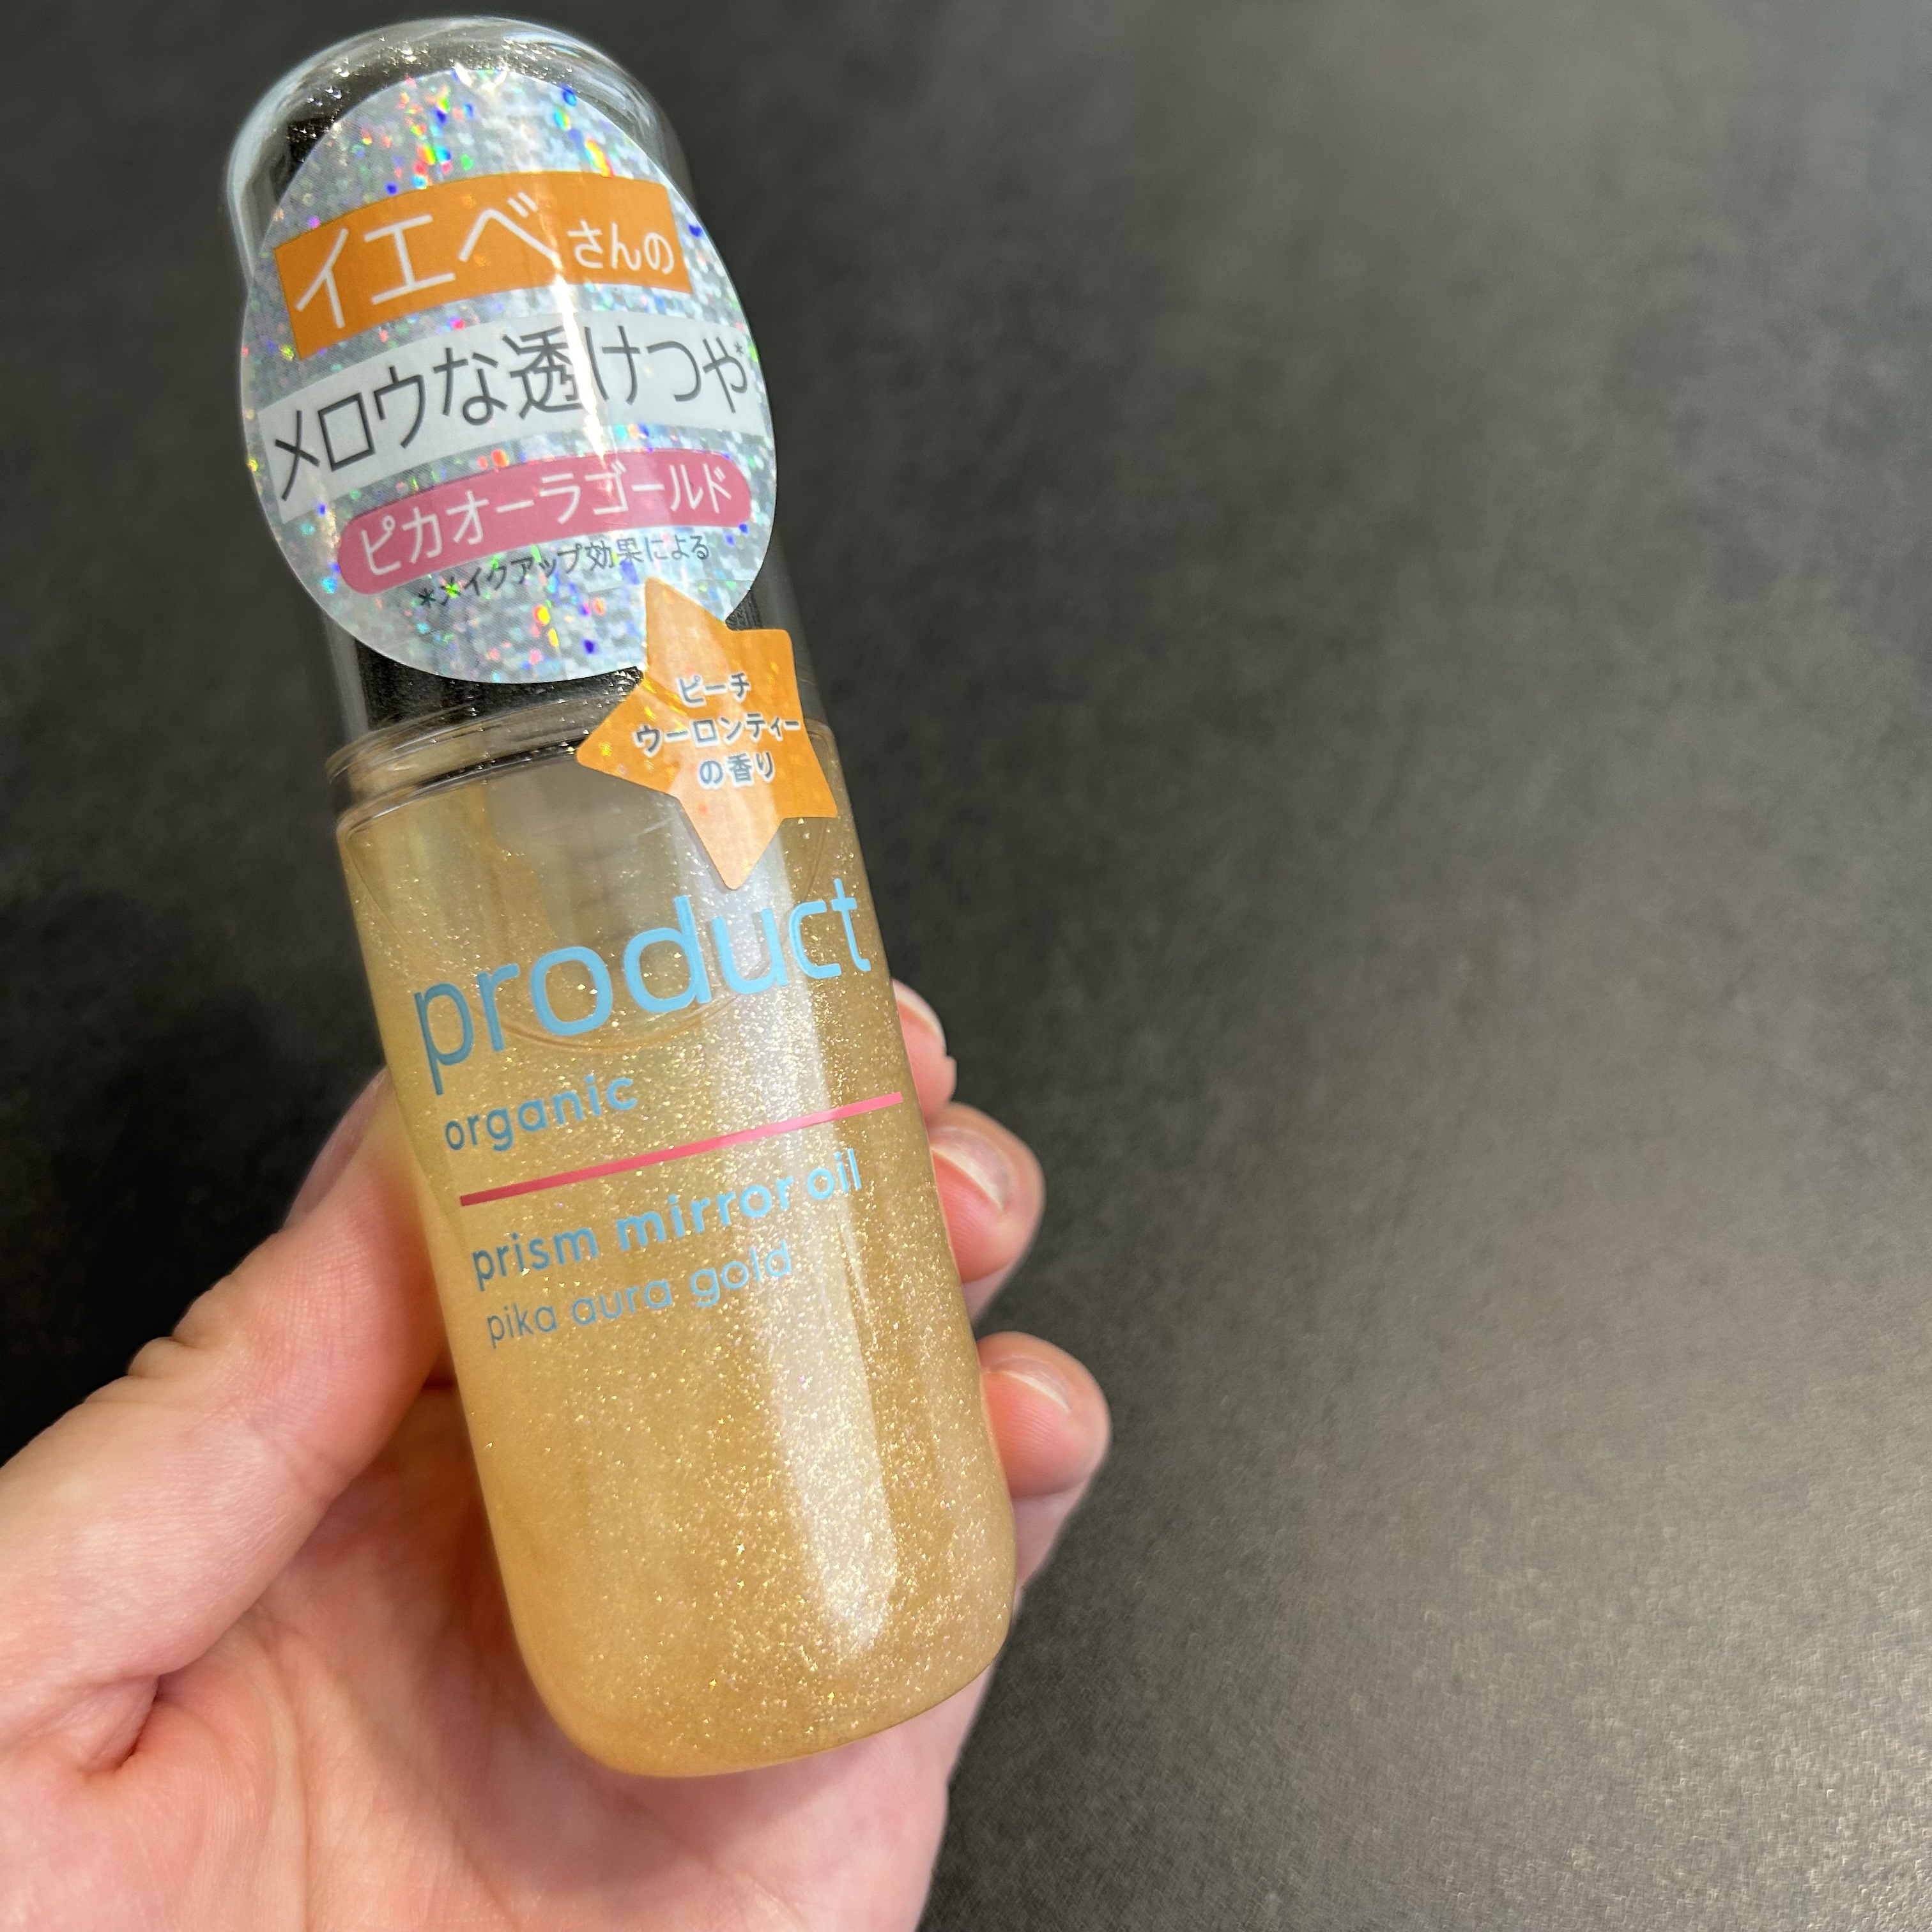 イエベさんの
メロウな透けつや*
ピカオーラゴールド
*メイクアップ効果による
ピーチ
ウーロンティー
の香り
product
organic
prism mirror oil
pika aura gold